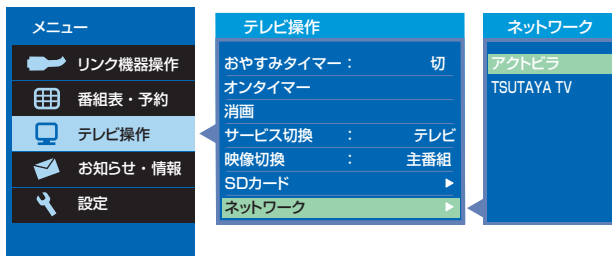 メニュー
リンク機器操作
番組表・予約
テレビ操作
お知らせ・情報
設定
テレビ操作
おやすみタイマー： 切
オンタイマー
消画
サービス切換 ： テレビ
映像切換 ： 主番組
SDカード
ネットワーク
ネットワーク
アクトビラ
TSUTAYA TV